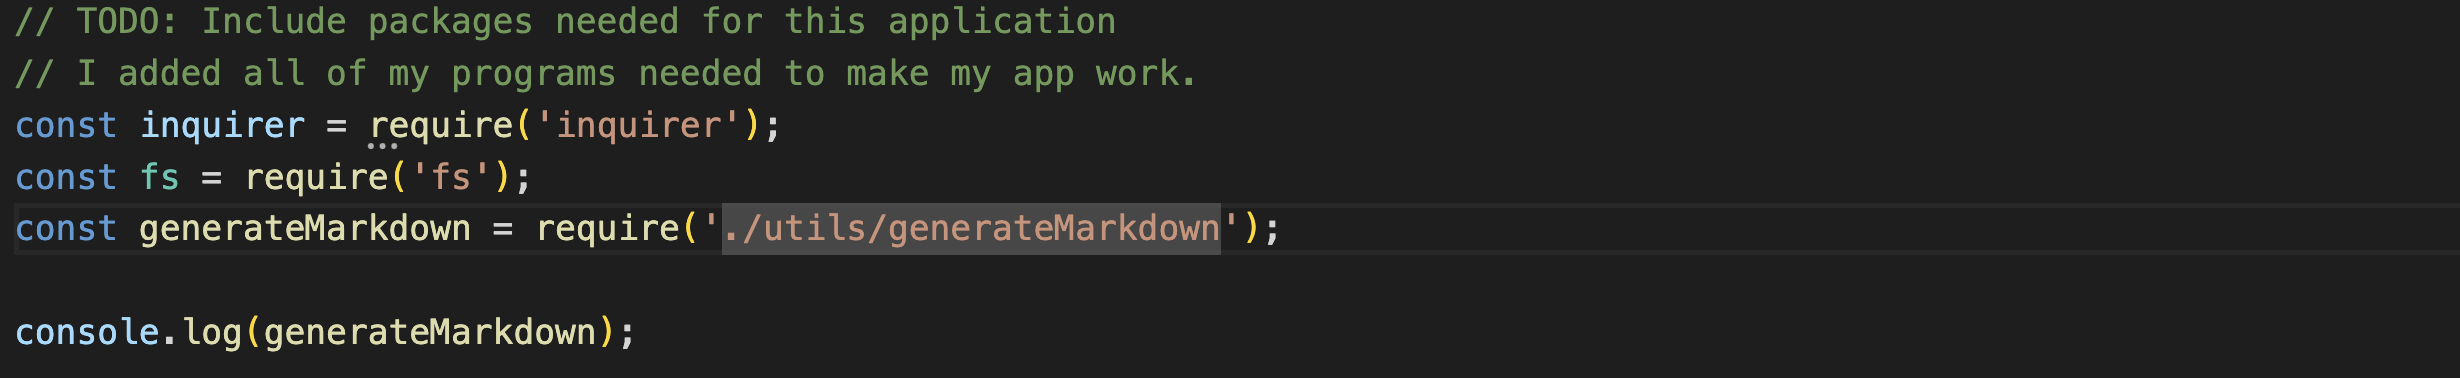 // TODO: Include packages needed for this application
// I added all of my programs needed to make my app work.
const inquirer = require('inquirer');
const fs = require('fs');
const generateMarkdown = require('./utils/generateMarkdown');
console.log(generateMarkdown);